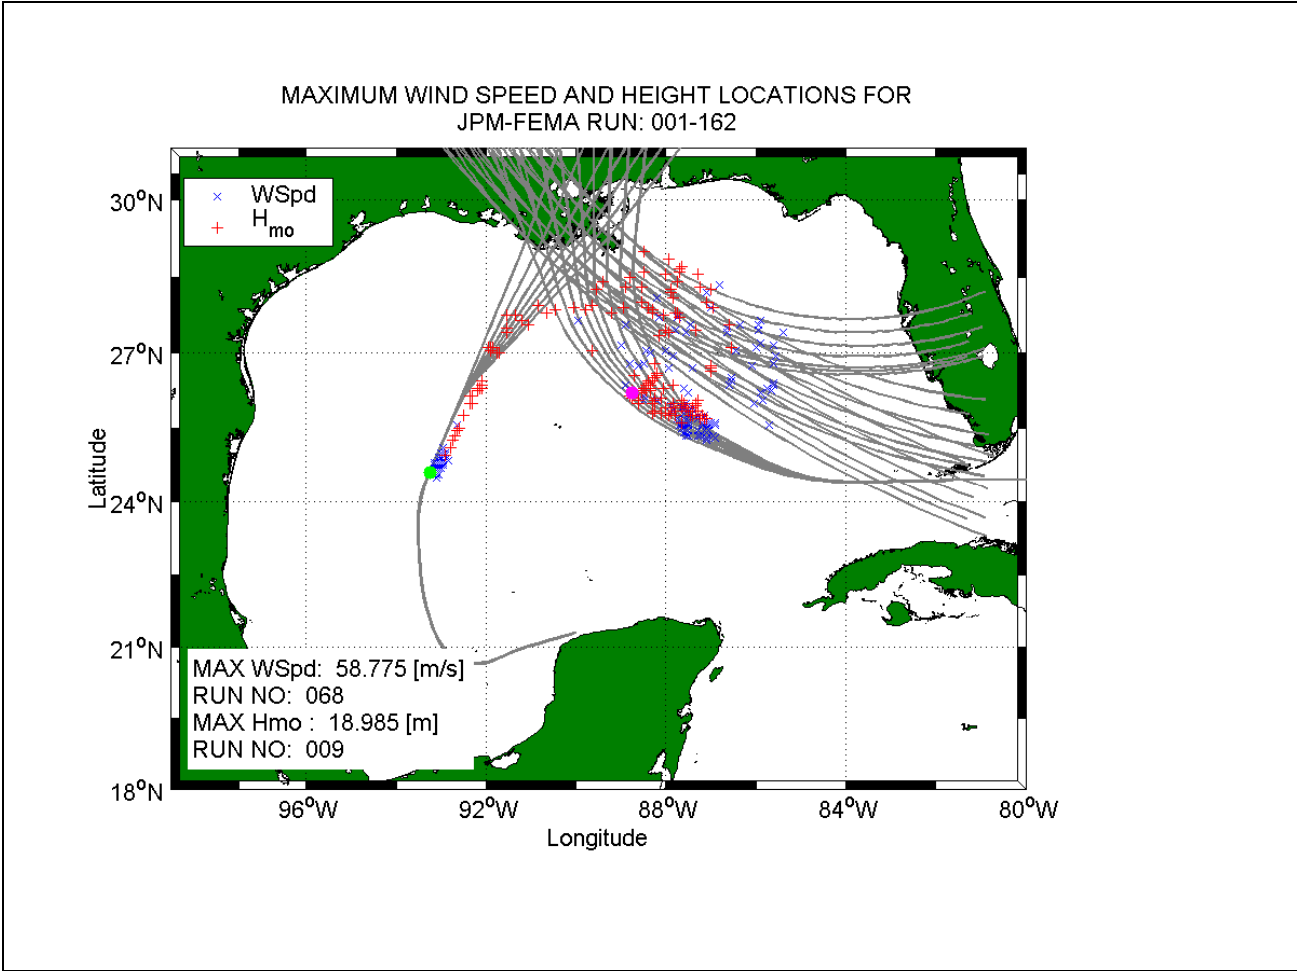 MAXIMUM WIND SPEED AND HEIGHT LOCATIONS FOR
JPM-FEMA RUN: 001-162
WSpd
Hmo
30°N
27°N
24°N
21°N
18°N
Latitude
MAX WSpd: 58.775 [m/s]
RUN NO: 068
MAX Hmo : 18.985 [m]
RUN NO: 009
96°W 92°W 88°W 84°W 80°W
Longitude